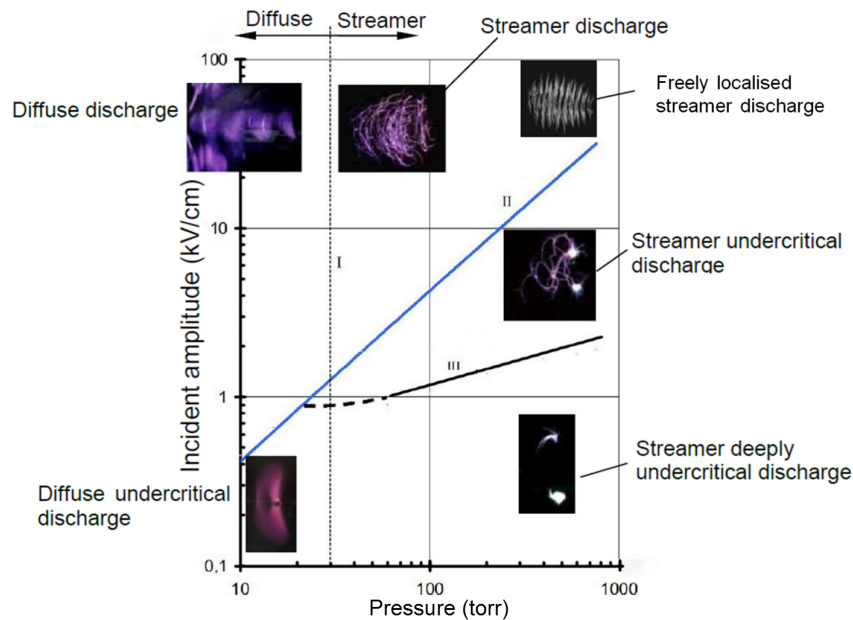 Diffuse Streamer
Streamer discharge
Freely localised
streamer discharge
Diffuse discharge
Streamer undercritical
discharge
Streamer deeply
undercritical discharge
Diffuse undercritical
discharge
Incident amplitude (kV/cm)
100
10
1
0,1
I
II
III
10 100 1000
Pressure (torr)